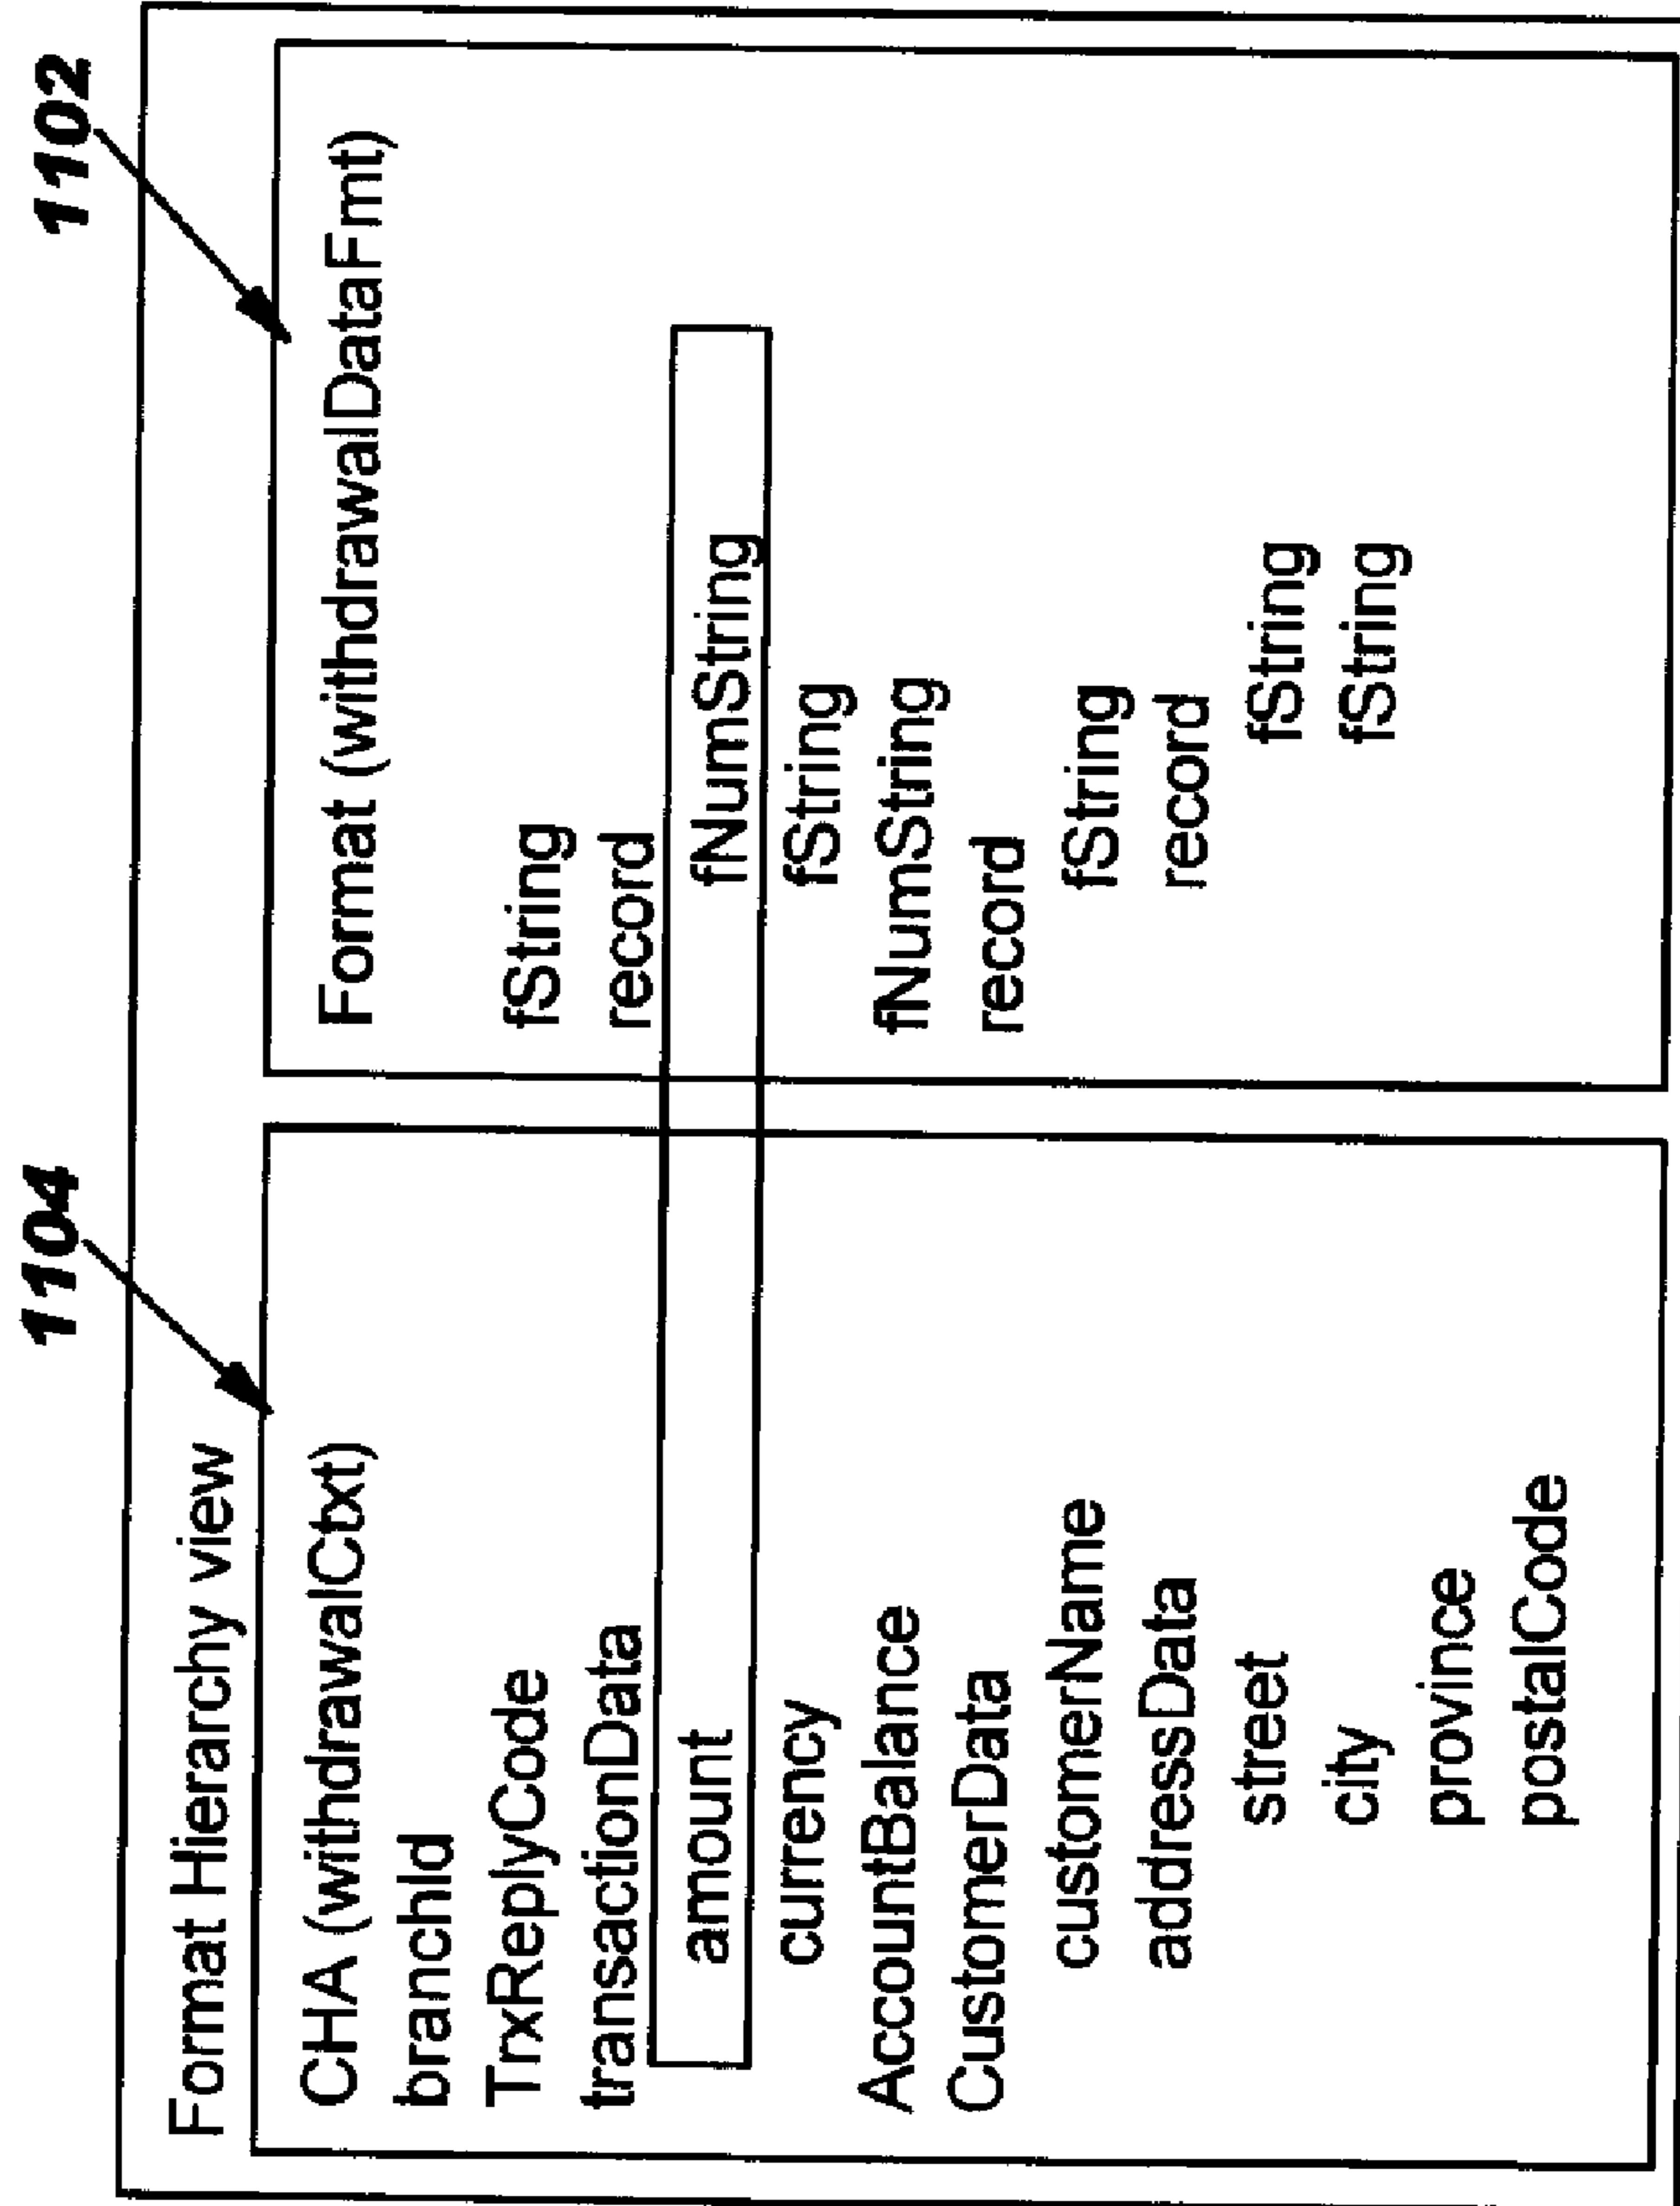 1104
1102
Format Hierarchy view
CHA (withdrawalCtxt)
branchId
TrxReplyCode
transactionData
amount
currency
AccountBalance
CustomerData
customerName
addressData
street
city
province
postalCode
Format (withdrawalDataFmt)
fString
record
fNumString
fString
fNumString
record
fString
record
fString
fString